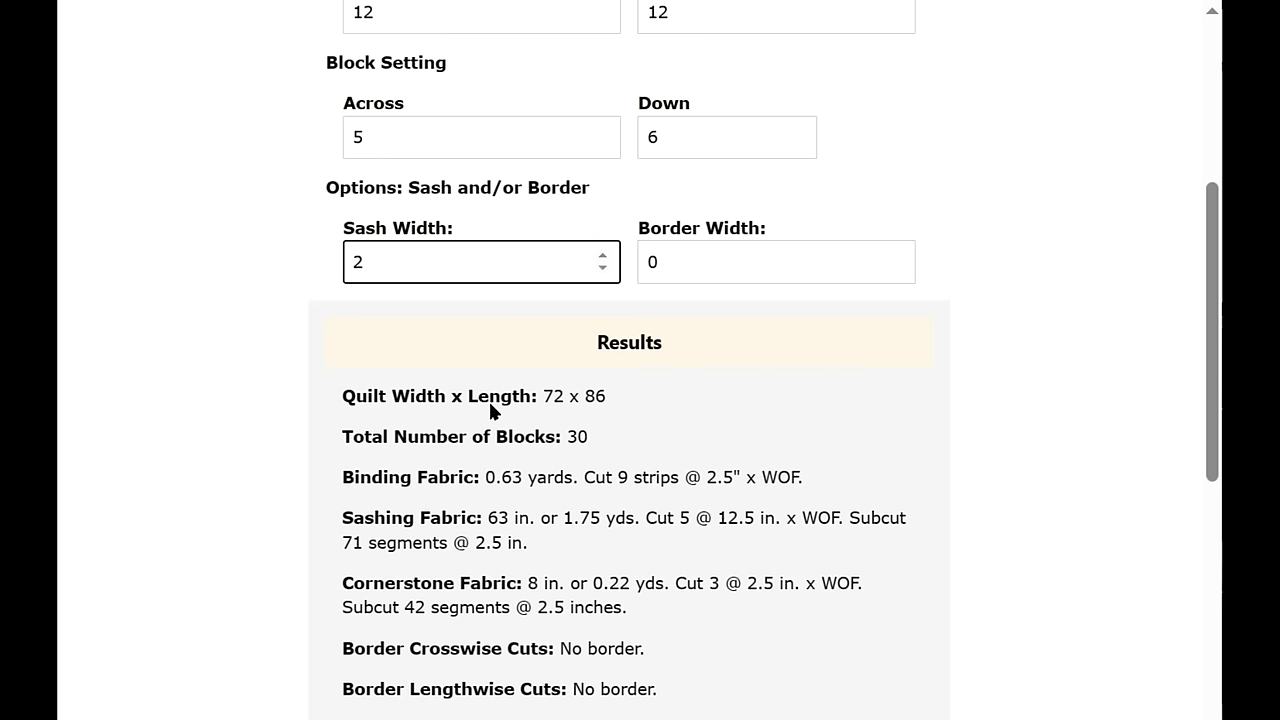 12 12
Block Setting
Across Down
5 6
Options: Sash and/or Border
Sash Width: Border Width:
2 0
Results
Quilt Width x Length: 72 x 86
Total Number of Blocks: 30
Binding Fabric: 0.63 yards. Cut 9 strips @ 2.5" x WOF.
Sashing Fabric: 63 in. or 1.75 yds. Cut 5 @ 12.5 in. x WOF. Subcut
71 segments @ 2.5 in.
Cornerstone Fabric: 8 in. or 0.22 yds. Cut 3 @ 2.5 in. x WOF.
Subcut 42 segments @ 2.5 inches.
Border Crosswise Cuts: No border.
Border Lengthwise Cuts: No border.